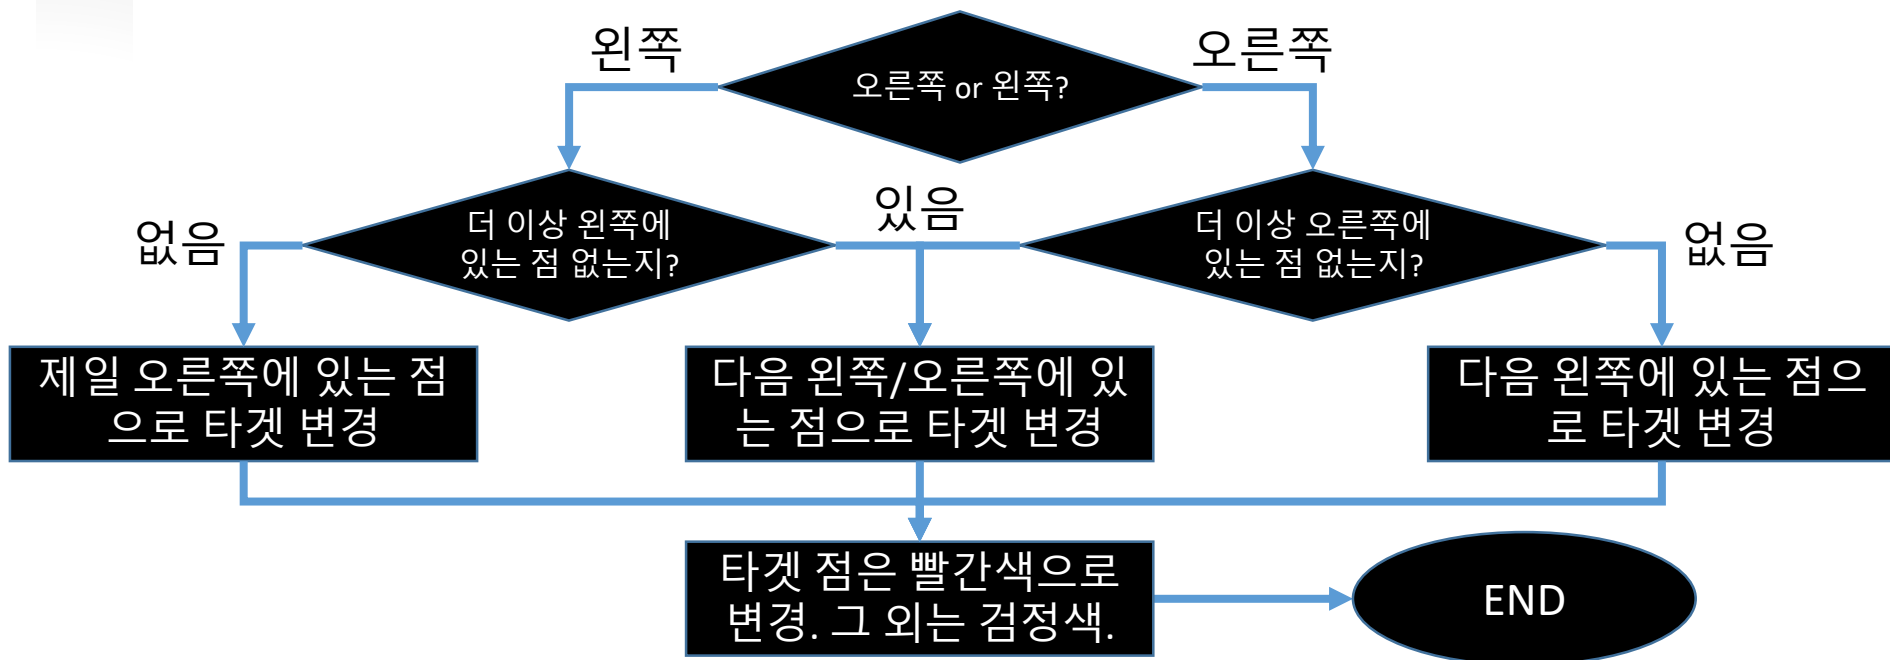 왼쪽
오른쪽
오른쪽 or 왼쪽?
없음
더 이상 왼쪽에
있는 점 없는지?
있음
더 이상 오른쪽에
있는 점 없는지?
없음
제일 오른쪽에 있는 점
으로 타겟 변경
다음 왼쪽/오른쪽에 있
는 점으로 타겟 변경
다음 왼쪽에 있는 점으
로 타겟 변경
타겟 점은 빨간색으로
변경. 그 외는 검정색.
END